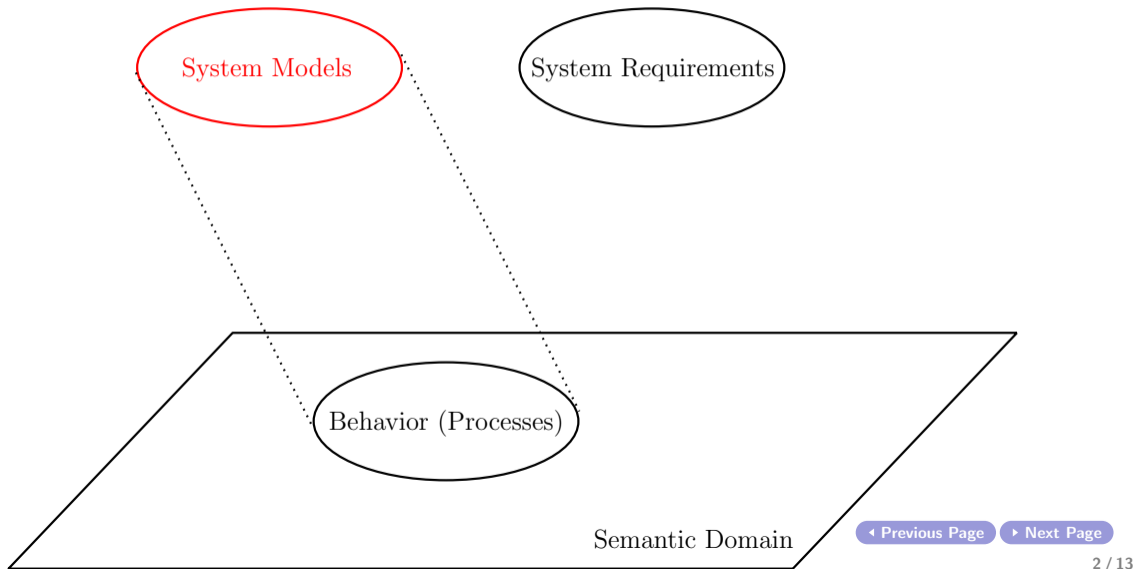 System Models
System Requirements
Behavior (Processes)
Semantic Domain
Previous Page
Next Page
2 / 13